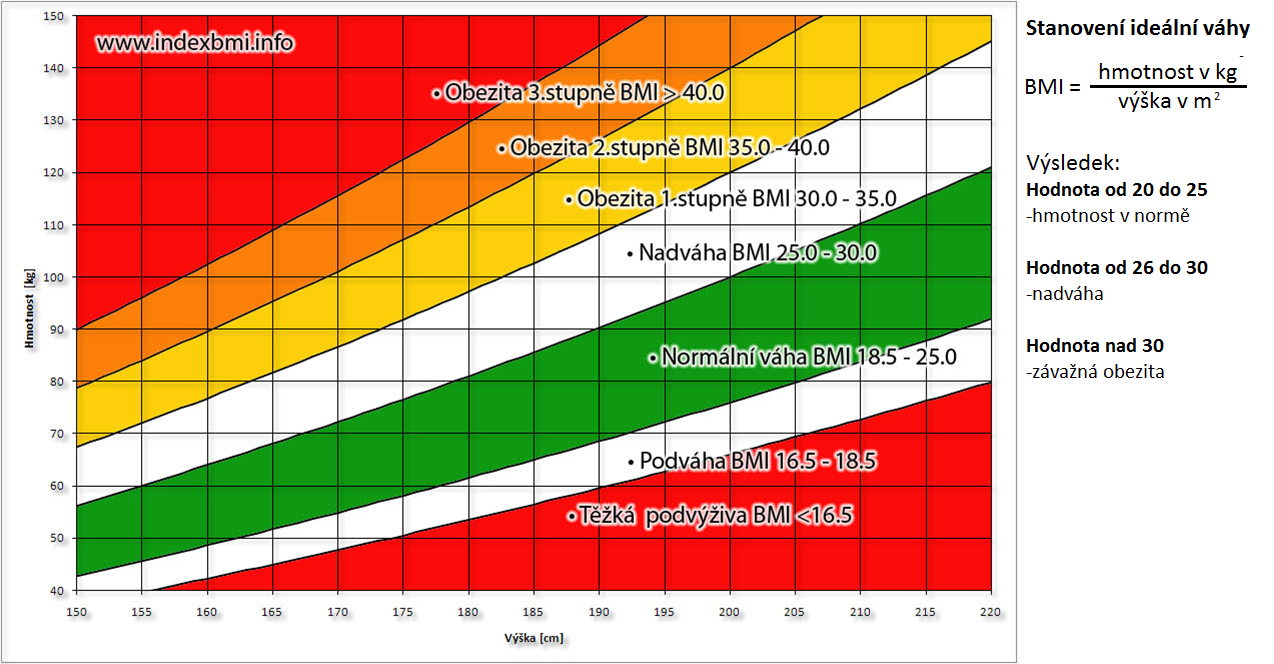 www.indexbmi.info
• Obezita 3.stupně BMI > 40.0
• Obezita 2.stupně BMI 35.0 - 40.0
• Obezita 1.stupně BMI 30.0 - 35.0
• Nadváha BMI 25.0 - 30.0
• Normální váha BMI 18.5 - 25.0
• Podváha BMI 16.5 - 18.5
• Těžká podvýživa BMI <16.5
Hmotnost [kg]
150
140
130
120
110
100
90
80
70
60
50
40
150 155 160 165 170 175 180 185 190 195 200 205 210 215 220
Výška [cm]
Stanovení ideální váhy
BMI =
hmotnost v kg
výška v m²
Výsledek:
Hodnota od 20 do 25
-hmotnost v normě
Hodnota od 26 do 30
-nadváha
Hodnota nad 30
-závažná obezita